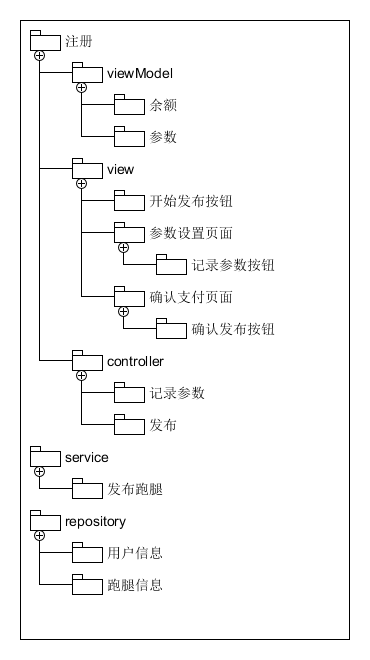 注册
viewModel
余额
参数
view
开始发布按钮
参数设置页面
记录参数按钮
确认支付页面
确认发布按钮
controller
记录参数
发布
service
发布跑腿
repository
用户信息
跑腿信息